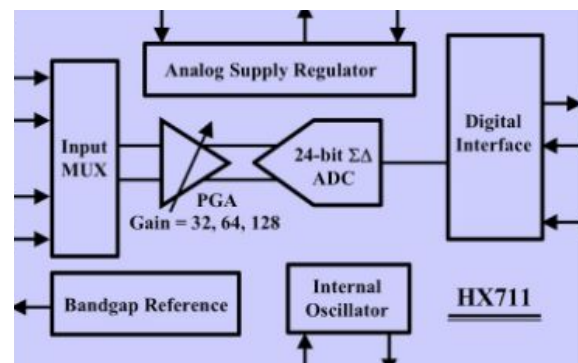 Analog Supply Regulator
Input
MUX
24-bit ΣΔ
ADC
Digital
Interface
PGA
Gain = 32, 64, 128
Bandgap Reference
Internal
Oscillator
HX711